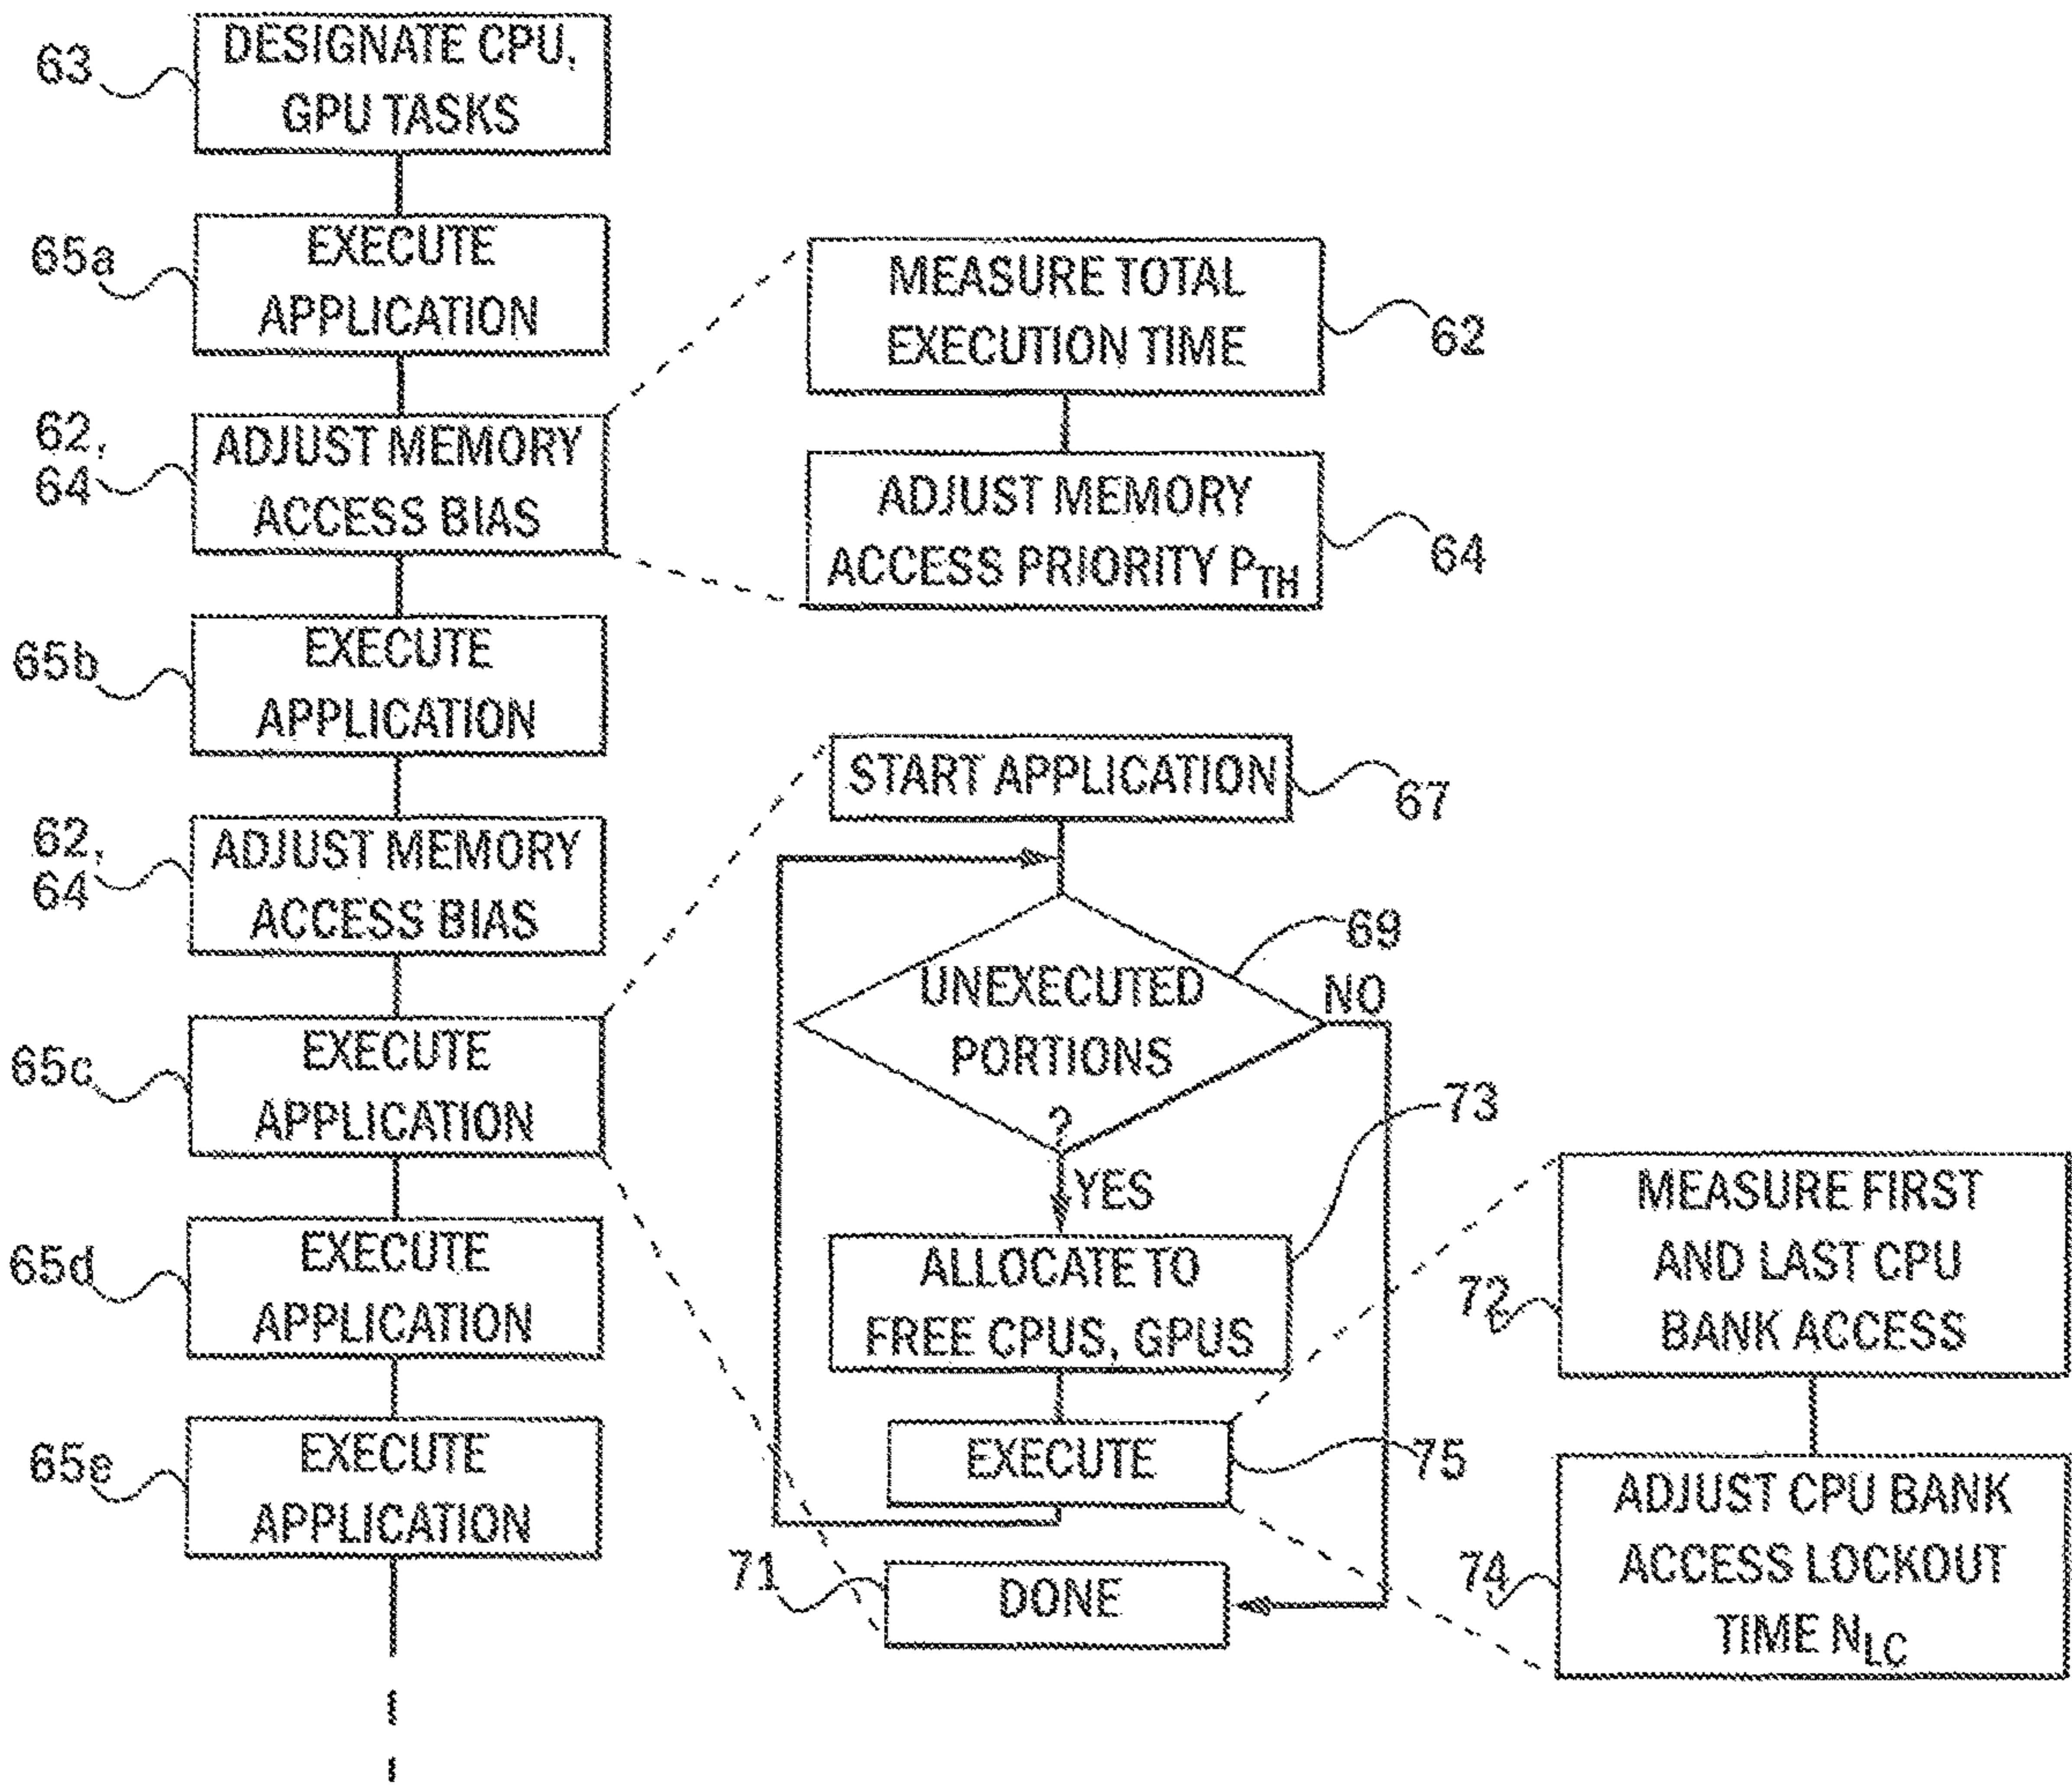 63
DESIGNATE CPU,
GPU TASKS
65a
EXECUTE
APPLICATION
62,
64
ADJUST MEMORY
ACCESS BIAS
MEASURE TOTAL
EXECUTION TIME
62
ADJUST MEMORY
ACCESS PRIORITY PTH
64
65b
EXECUTE
APPLICATION
62,
64
ADJUST MEMORY
ACCESS BIAS
65c
EXECUTE
APPLICATION
65d
EXECUTE
APPLICATION
65e
EXECUTE
APPLICATION
START APPLICATION
67
69
UNEXECUTED
PORTIONS
?
NO
YES
73
ALLOCATE TO
FREE CPUS, GPUS
EXECUTE
75
71
DONE
72
MEASURE FIRST
AND LAST CPU
BANK ACCESS
74
ADJUST CPU BANK
ACCESS LOCKOUT
TIME NLC